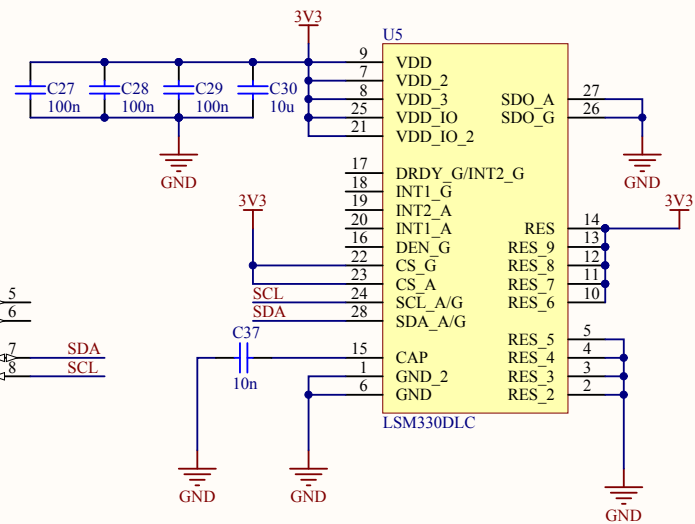 3V3
U5
C27
100n
C28
100n
C29
100n
C30
10u
GND
9 VDD
7 VDD_2
8 VDD_3
25 VDD_IO
21 VDD_IO_2
17 DRDY_G/INT2_G
18 INT1_G
19 INT2_A
20 INT1_A
16 DEN_G
22 CS_G
23 CS_A
24 SCL_A/G
28 SDA_A/G
15 CAP
1 GND_2
6 GND
SDO_A 27
SDO_G 26
RES 14
RES_9 13
RES_8 12
RES_7 11
RES_6 10
RES_5 5
RES_4 4
RES_3 3
RES_2 2
LSM330DLC
GND
3V3
3V3
SCL
SDA
5
6
7 SDA
8 SCL
C37
10n
GND
GND
GND